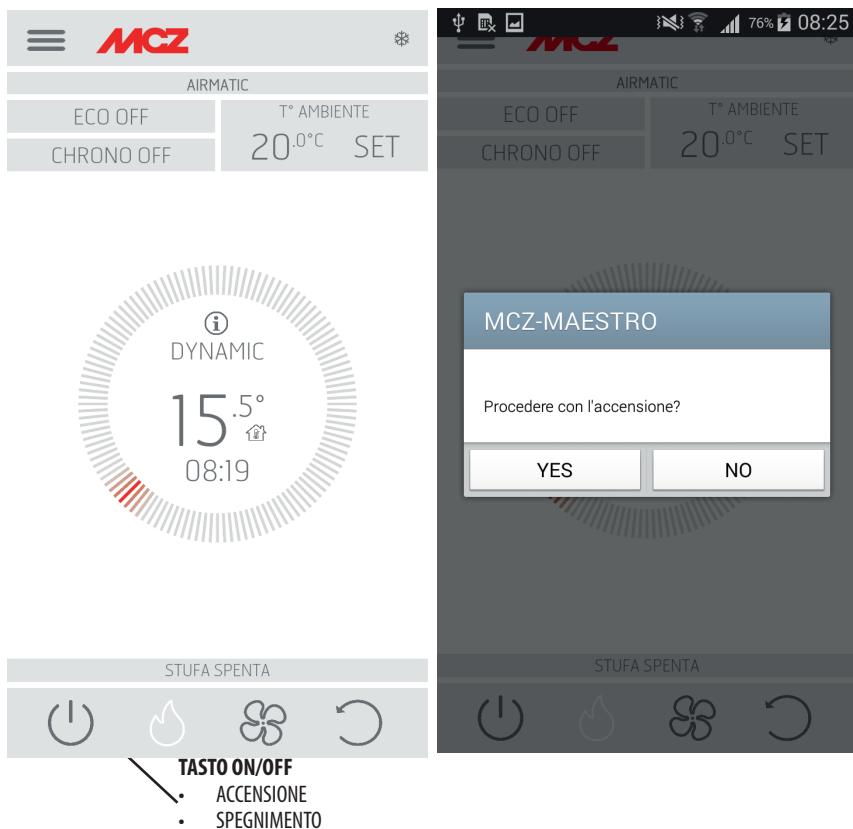 MCZ
AIRMATIC
ECO OFF
CHRONO OFF
T° AMBIENTE
20.0°C SET
DYNAMIC
15.5°
08:19
STUFA SPENTA
TASTO ON/OFF
• ACCENSIONE
• SPEGNIMENTO
76% 08:25
MCZ
AIRMATIC
ECO OFF
CHRONO OFF
T° AMBIENTE
20.0°C SET
MCZ-MAESTRO
Procedere con l'accensione?
YES NO
STUFA SPENTA